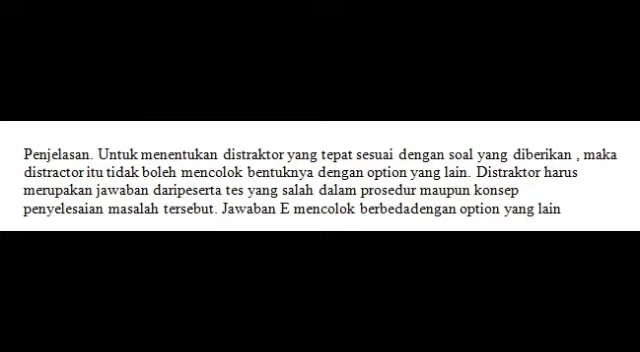 Penjelasan. Untuk menentukan distraktor yang tepat sesuai dengan soal yang diberikan , maka
distractor itu tidak boleh mencolok bentuknya dengan option yang lain. Distraktor harus
merupakan jawaban daripeserta tes yang salah dalam prosedur maupun konsep
penyelesaian masalah tersebut. Jawaban E mencolok berbedadengan option yang lain